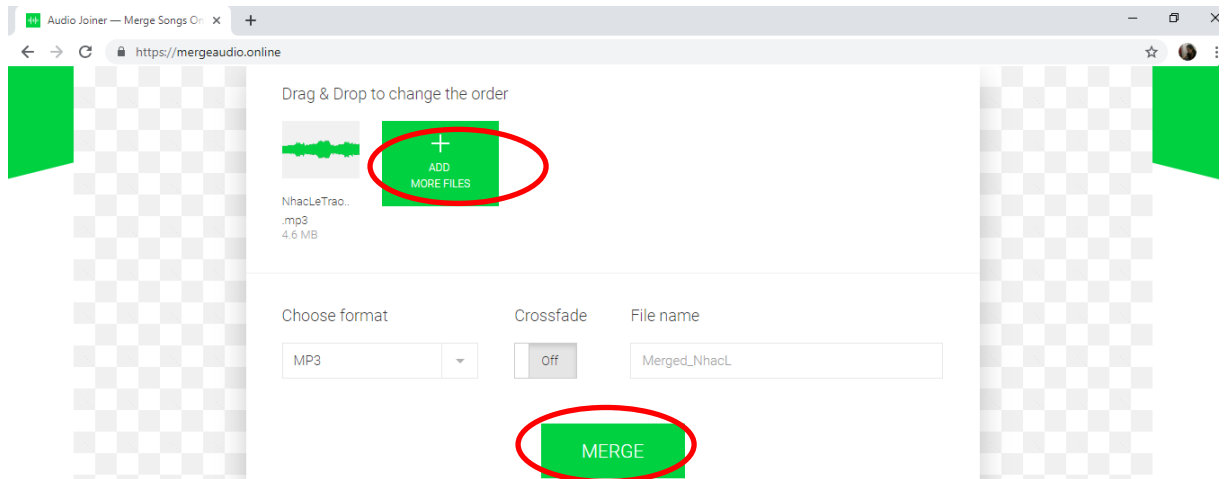 Audio Joiner — Merge Songs On
https://mergeaudio.online
Drag & Drop to change the order
ADD
MORE FILES
NhacLeTrao..
.mp3
4.6 MB
Choose format Crossfade File name
MP3 Off Merged_NhacL
MERGE